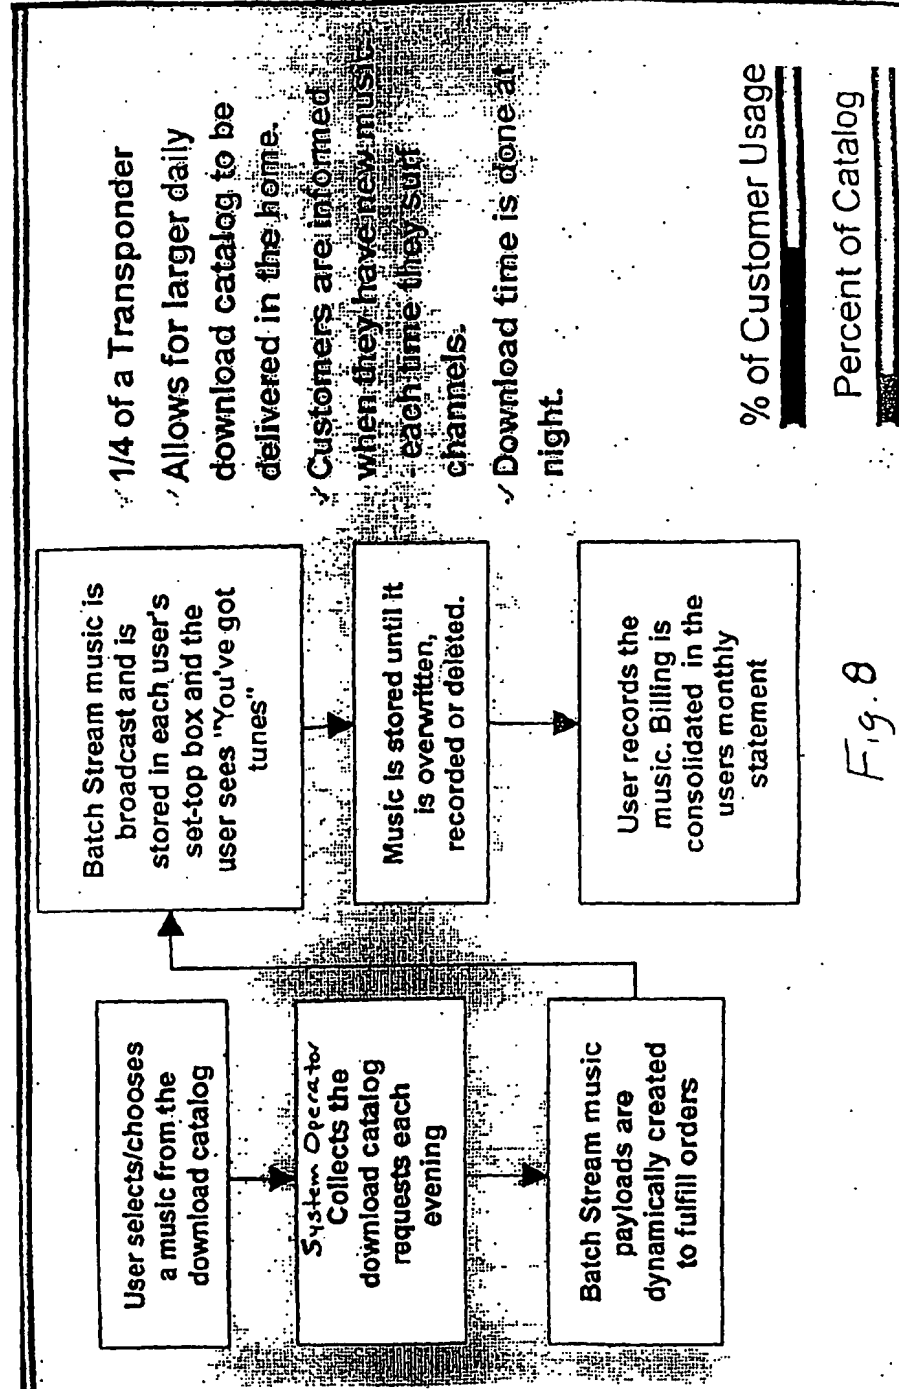 User selects/chooses
a music from the
download catalog
System Operator
Collects the
download catalog
requests each
evening
Batch Stream music
payloads are
dynamically created
to fulfill orders
Batch Stream music is
broadcast and is
stored in each user's
set-top box and the
user sees "You've got
tunes"
Music is stored until it
is overwritten,
recorded or deleted.
User records the
music. Billing is
consolidated in the
users monthly
statement
✓ 1/4 of a Transponder
✓ Allows for larger daily
download catalog to be
delivered in the home.
✓ Customers are informed
when they have new music
each time they surf
channels.
✓ Download time is done at
night.
% of Customer Usage
Percent of Catalog
Fig. 8